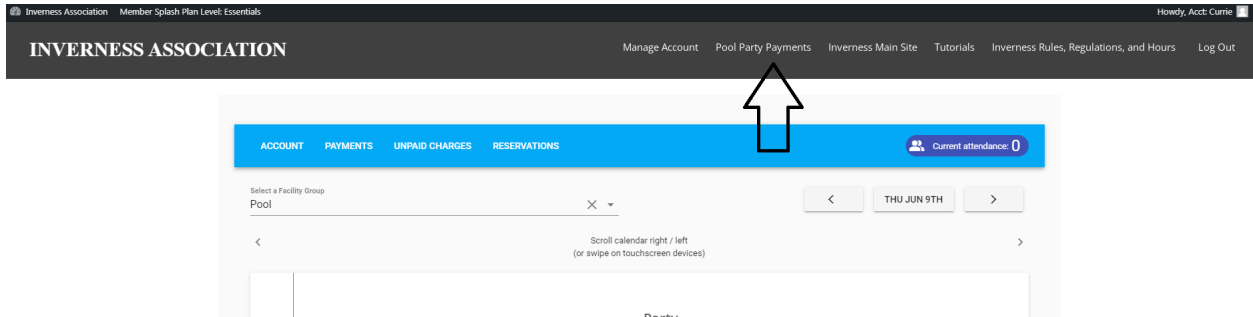 Inverness Association Member Splash Plan Level: Essentials Howdy, Acct: Currie
INVERNESS ASSOCIATION Manage Account Pool Party Payments Inverness Main Site Tutorials Inverness Rules, Regulations, and Hours Log Out
ACCOUNT PAYMENTS UNPAID CHARGES RESERVATIONS Current attendance: 0
Select a Facility Group
Pool THU JUN 9TH
Scroll calendar right / left
(or swipe on touchscreen devices)
Party